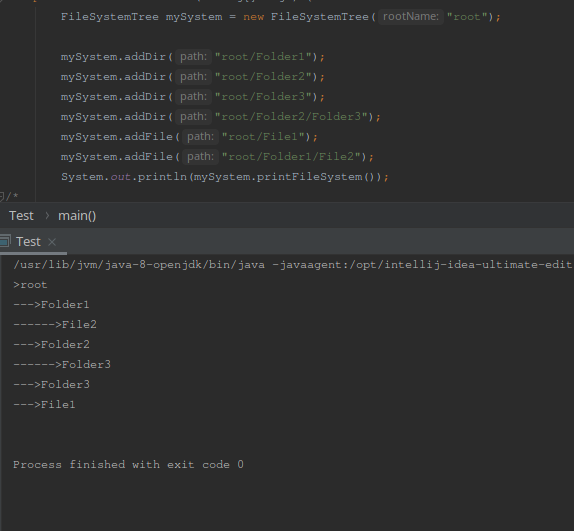 FileSystemTree mySystem = new FileSystemTree( rootName: "root");
mySystem.addDir( path: "root/Folder1");
mySystem.addDir( path: "root/Folder2");
mySystem.addDir( path: "root/Folder3");
mySystem.addDir( path: "root/Folder2/Folder3");
mySystem.addFile( path: "root/File1");
mySystem.addFile( path: "root/Folder1/File2");
System.out.println(mySystem.printFileSystem());
/*
Test > main()
Test ×
/usr/lib/jvm/java-8-openjdk/bin/java -javaagent:/opt/intellij-idea-ultimate-edit
>root
--->Folder1
------>File2
--->Folder2
------>Folder3
--->Folder3
--->File1
Process finished with exit code 0